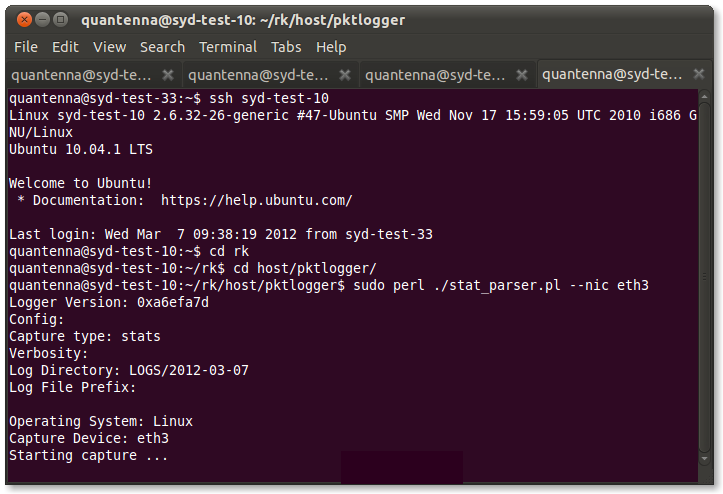 quantenna@syd-test-10: ~/rk/host/pktlogger
File Edit View Search Terminal Tabs Help
quantenna@syd-te... quantenna@syd-te... quantenna@syd-te... quantenna@syd-te...
quantenna@syd-test-33:~$ ssh syd-test-10
Linux syd-test-10 2.6.32-26-generic #47-Ubuntu SMP Wed Nov 17 15:59:05 UTC 2010 i686 G
NU/Linux
Ubuntu 10.04.1 LTS
Welcome to Ubuntu!
* Documentation:  https://help.ubuntu.com/
Last login: Wed Mar  7 09:38:19 2012 from syd-test-33
quantenna@syd-test-10:~$ cd rk
quantenna@syd-test-10:~/rk$ cd host/pktlogger/
quantenna@syd-test-10:~/rk/host/pktlogger$ sudo perl ./stat_parser.pl --nic eth3
Logger Version: 0xa6efa7d
Config:
Capture type: stats
Verbosity:
Log Directory: LOGS/2012-03-07
Log File Prefix:
Operating System: Linux
Capture Device: eth3
Starting capture ...